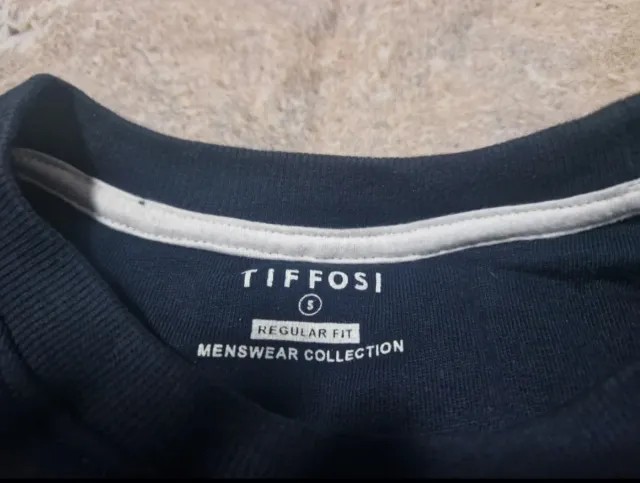 TIFFOSI
S
REGULAR FIT
MENSWEAR COLLECTION